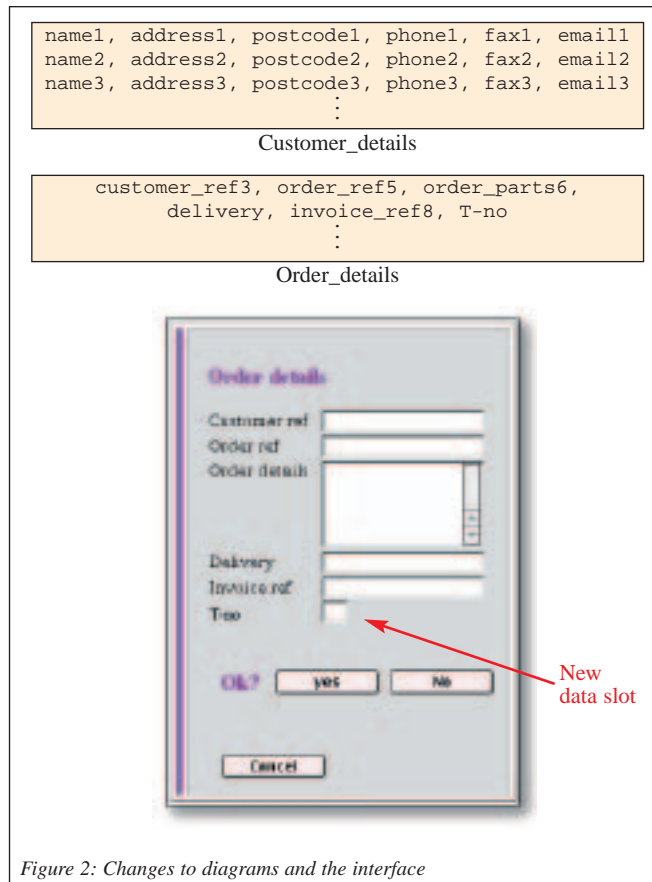 name1, address1, postcode1, phone1, fax1, email1
name2, address2, postcode2, phone2, fax2, email2
name3, address3, postcode3, phone3, fax3, email3
⋮
Customer_details
customer_ref3, order_ref5, order_parts6,
delivery, invoice_ref8, T-no
⋮
Order_details
Order details
Customer ref
Order ref
Order details
Delivery
Invoice ref
T-no
Ok? yes No
New
data slot
Cancel
Figure 2: Changes to diagrams and the interface